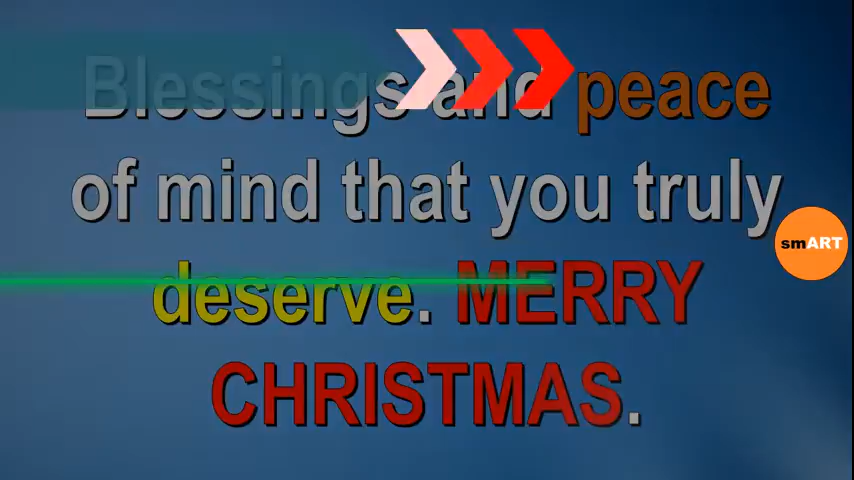 Blessings and peace
of mind that you truly
smART
deserve. MERRY
CHRISTMAS.